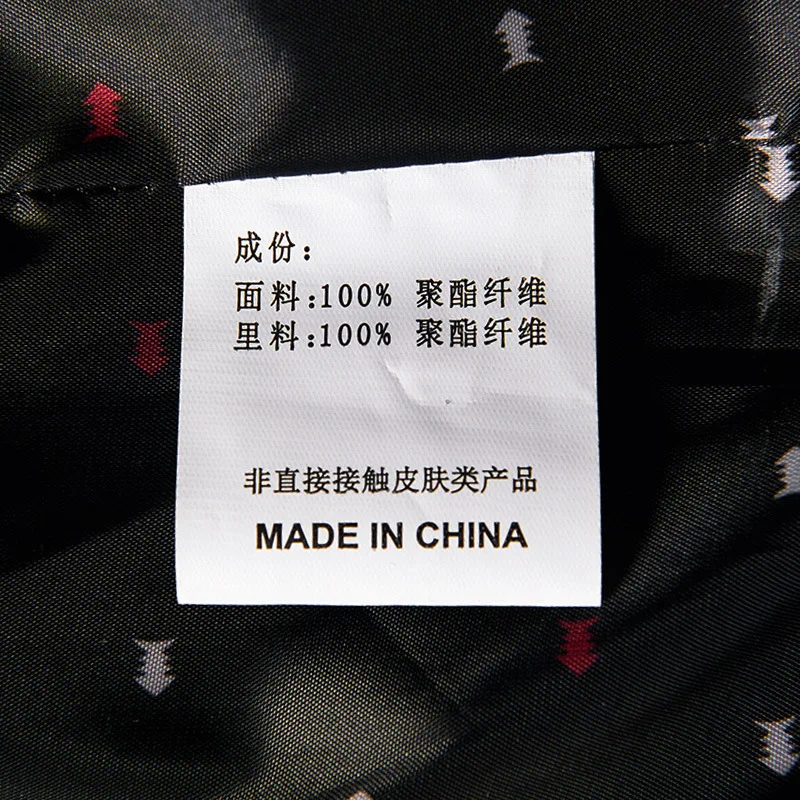 成份:
面料:100% 聚酯纤维
里料:100% 聚酯纤维
非直接接触皮肤类产品
MADE IN CHINA